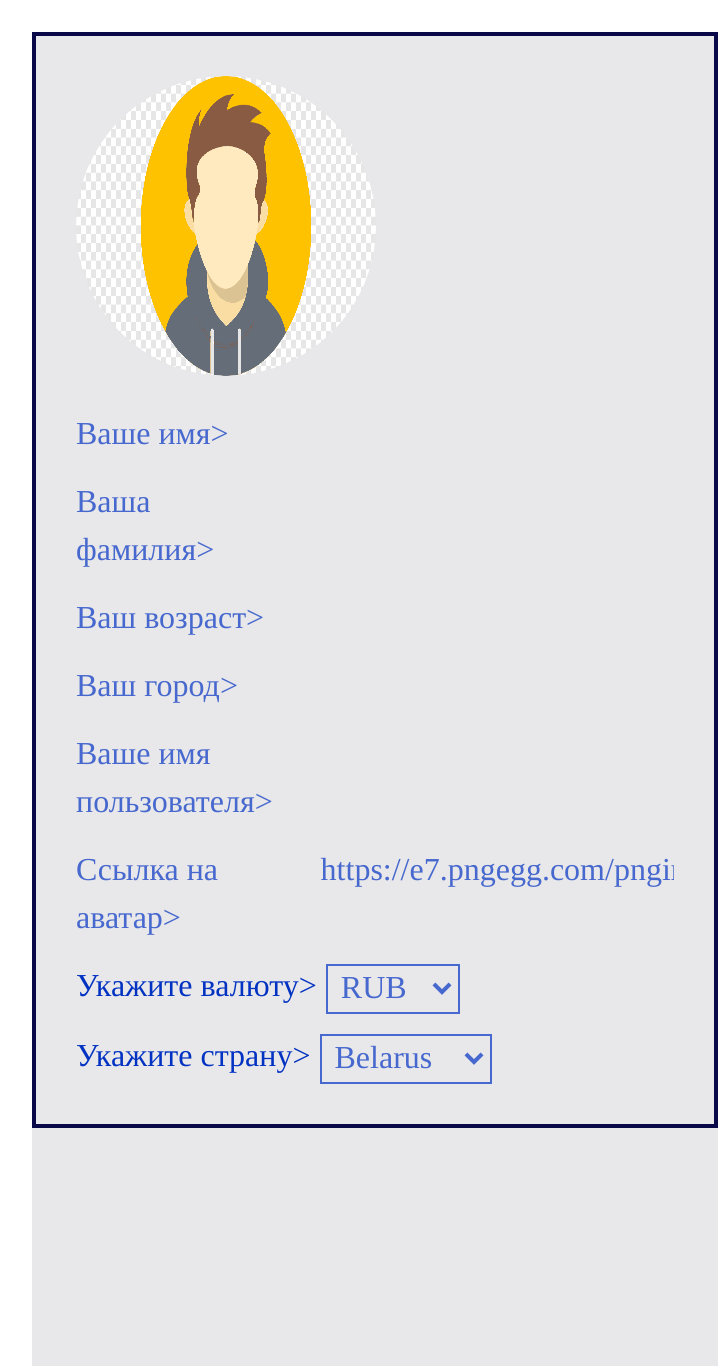 Ваше имя>
Ваша
фамилия>
Ваш возраст>
Ваш город>
Ваше имя
пользователя>
Ссылка на https://e7.pngegg.com/pngi
аватар>
Укажите валюту> RUB
Укажите страну> Belarus